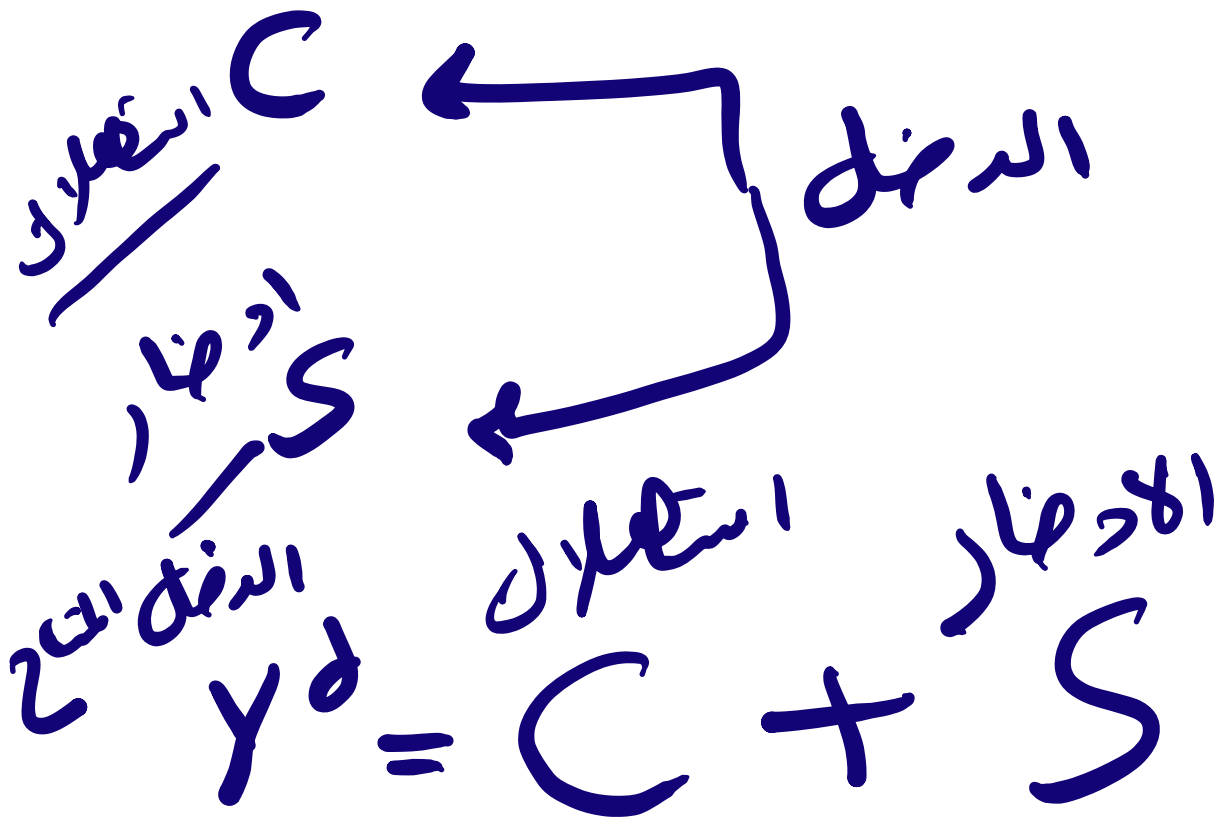 الدخل
C استهلاك
S ادخار
الدخل المتاح استهلاك الادخار
Yd = C + S